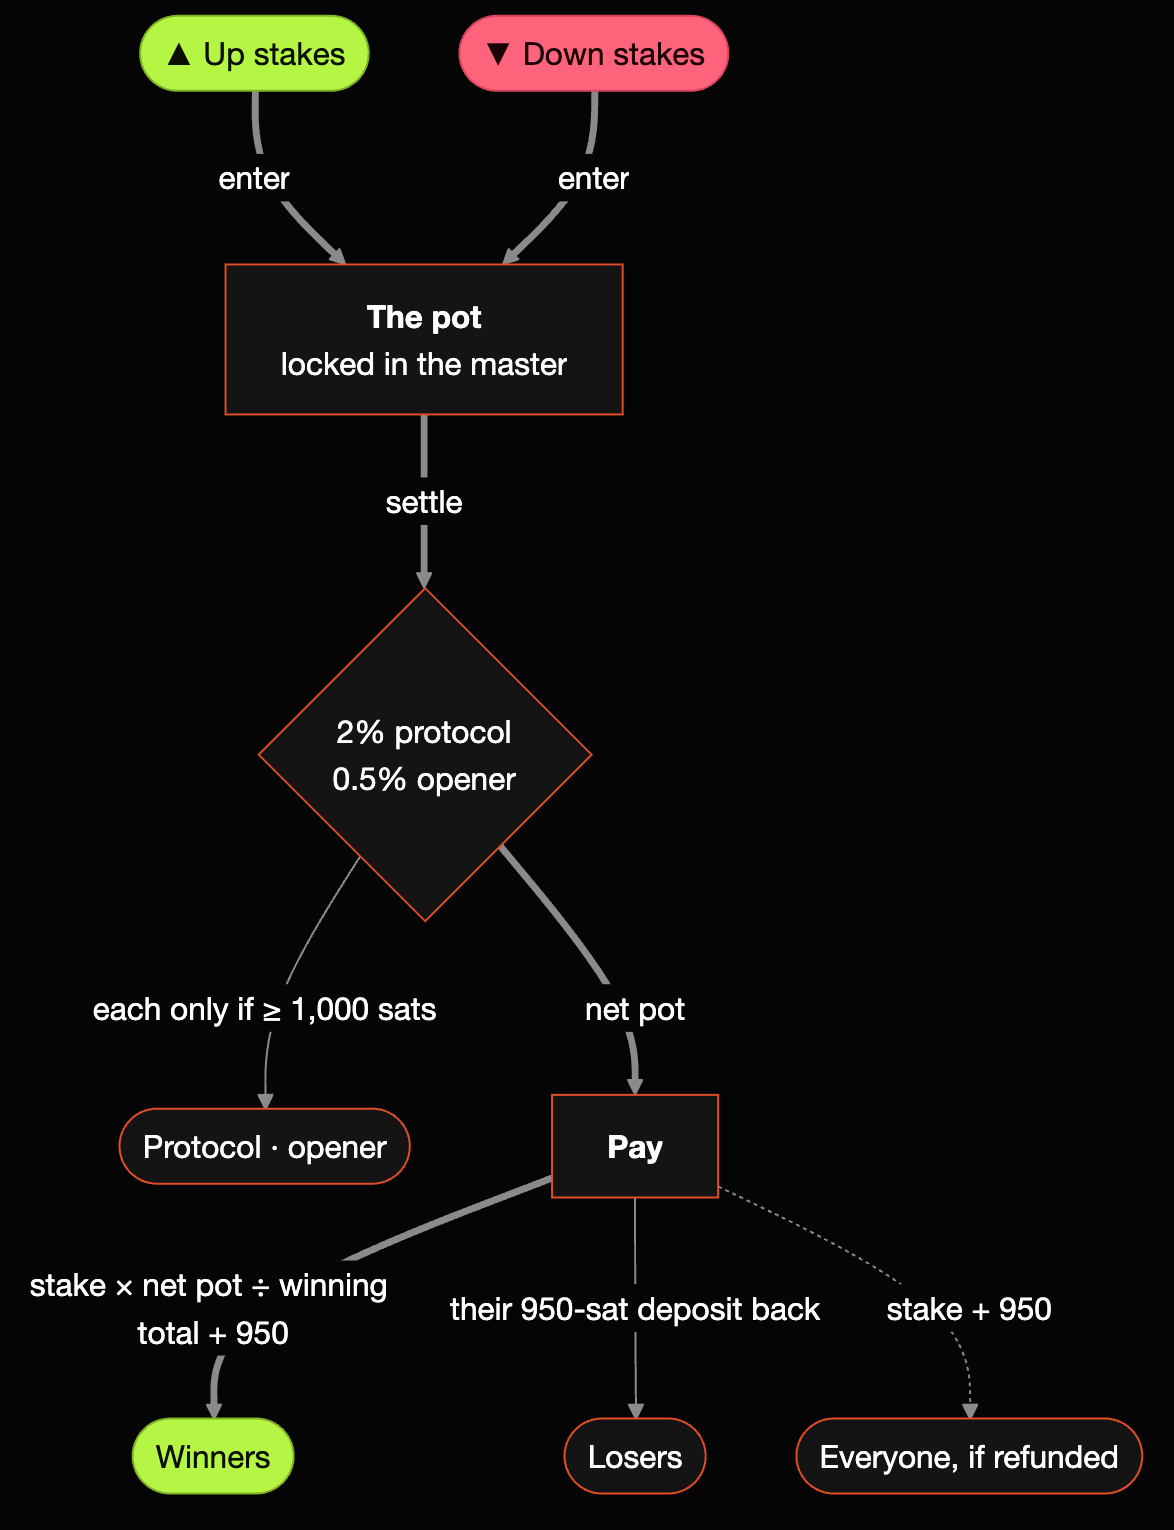 ▲ Up stakes
▼ Down stakes
enter
enter
The pot
locked in the master
settle
2% protocol
0.5% opener
each only if ≥ 1,000 sats
net pot
Protocol · opener
Pay
stake × net pot ÷ winning
total + 950
their 950-sat deposit back
stake + 950
Winners
Losers
Everyone, if refunded